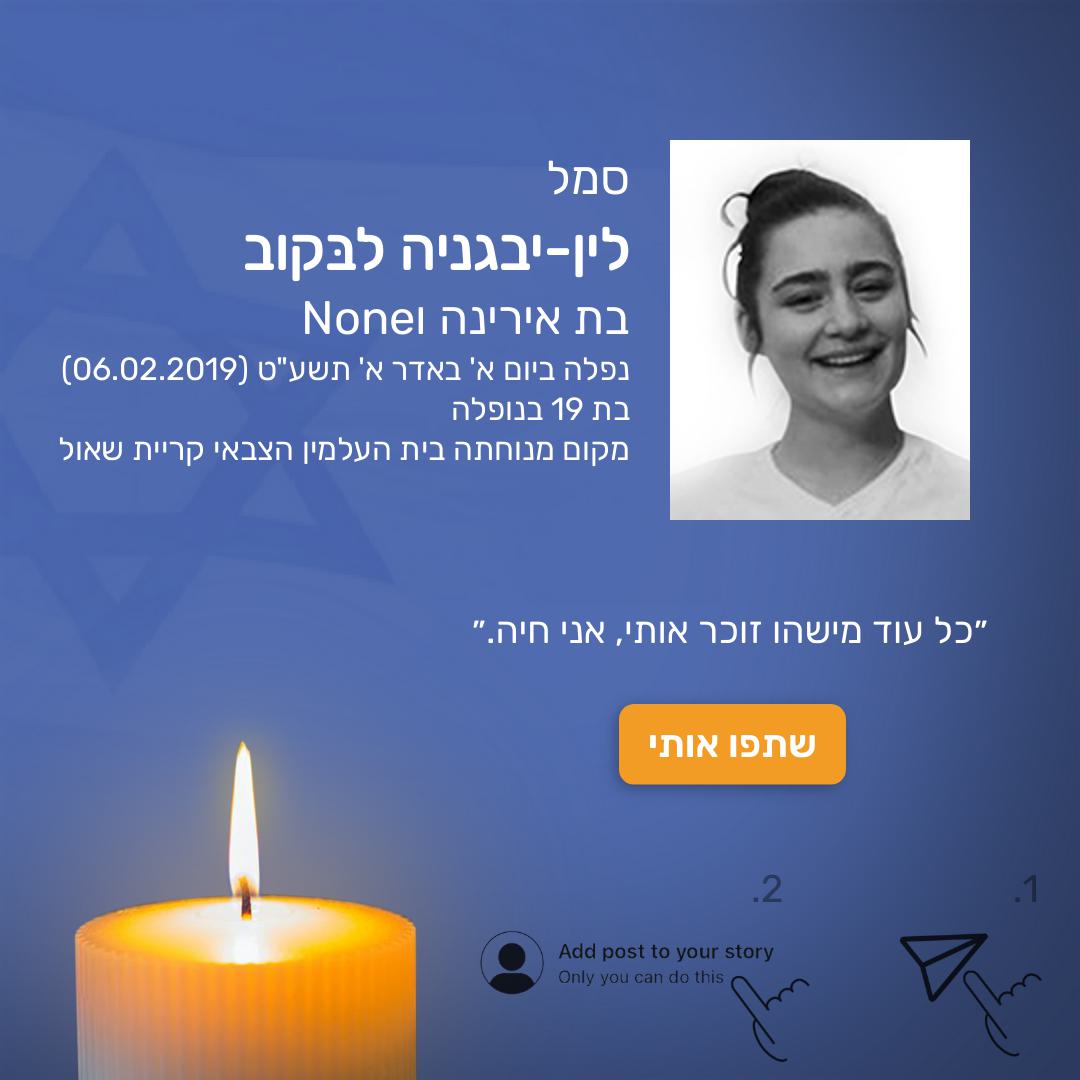 סמל
לין-יבגניה לבּקוב
בת אירינה וNone
נפלה ביום א' באדר א' תשע"ט (06.02.2019)
בת 19 בנופלה
מקום מנוחתה בית העלמין הצבאי קריית שאול
״כל עוד מישהו זוכר אותי, אני חיה.״
שתפו אותי
1.
2.
Add post to your story
Only you can do this